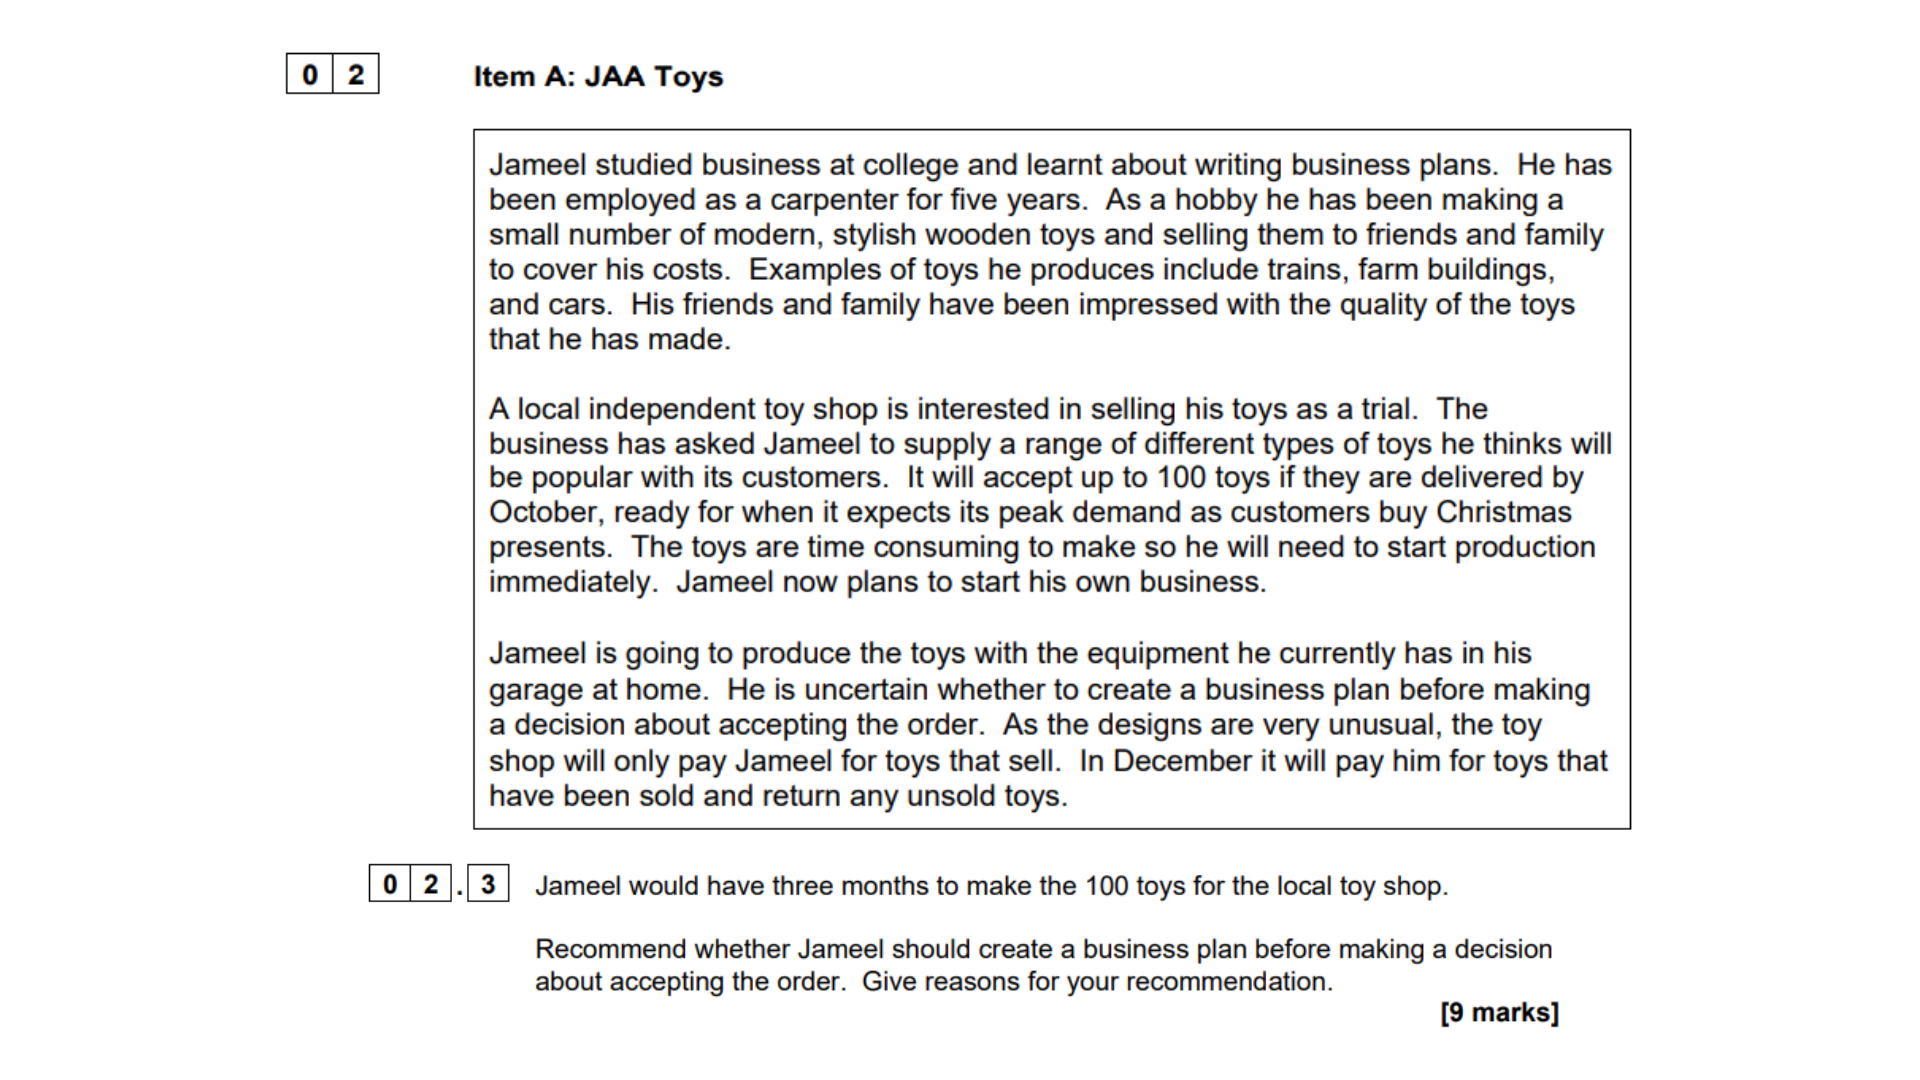 0 2 Item A: JAA Toys
Jameel studied business at college and learnt about writing business plans. He has
been employed as a carpenter for five years. As a hobby he has been making a
small number of modern, stylish wooden toys and selling them to friends and family
to cover his costs. Examples of toys he produces include trains, farm buildings,
and cars. His friends and family have been impressed with the quality of the toys
that he has made.
A local independent toy shop is interested in selling his toys as a trial. The
business has asked Jameel to supply a range of different types of toys he thinks will
be popular with its customers. It will accept up to 100 toys if they are delivered by
October, ready for when it expects its peak demand as customers buy Christmas
presents. The toys are time consuming to make so he will need to start production
immediately. Jameel now plans to start his own business.
Jameel is going to produce the toys with the equipment he currently has in his
garage at home. He is uncertain whether to create a business plan before making
a decision about accepting the order. As the designs are very unusual, the toy
shop will only pay Jameel for toys that sell. In December it will pay him for toys that
have been sold and return any unsold toys.
0 2 . 3 Jameel would have three months to make the 100 toys for the local toy shop.
Recommend whether Jameel should create a business plan before making a decision
about accepting the order. Give reasons for your recommendation.
[9 marks]